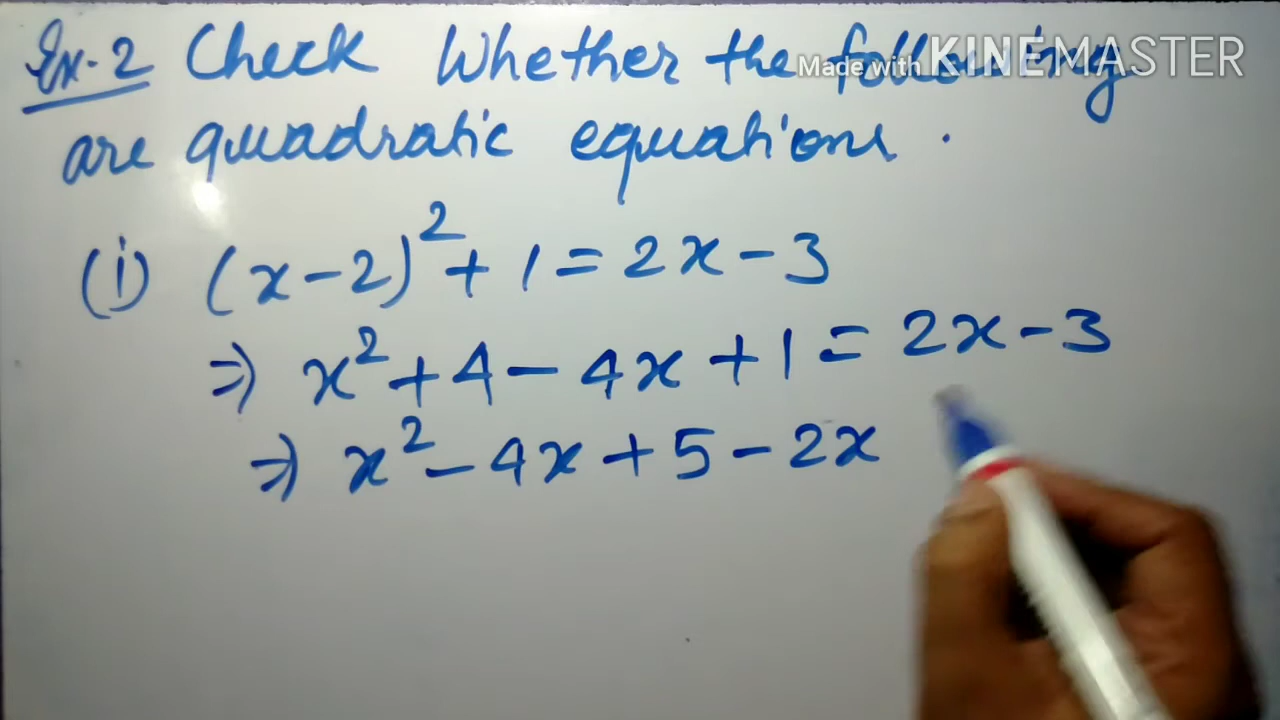 Ex-2 Check Whether the following
Made with KINEMASTER
are quadratic equations.
(i) (x-2)² + 1 = 2x - 3
⇒ x² + 4 - 4x + 1 = 2x - 3
⇒ x² - 4x + 5 - 2x